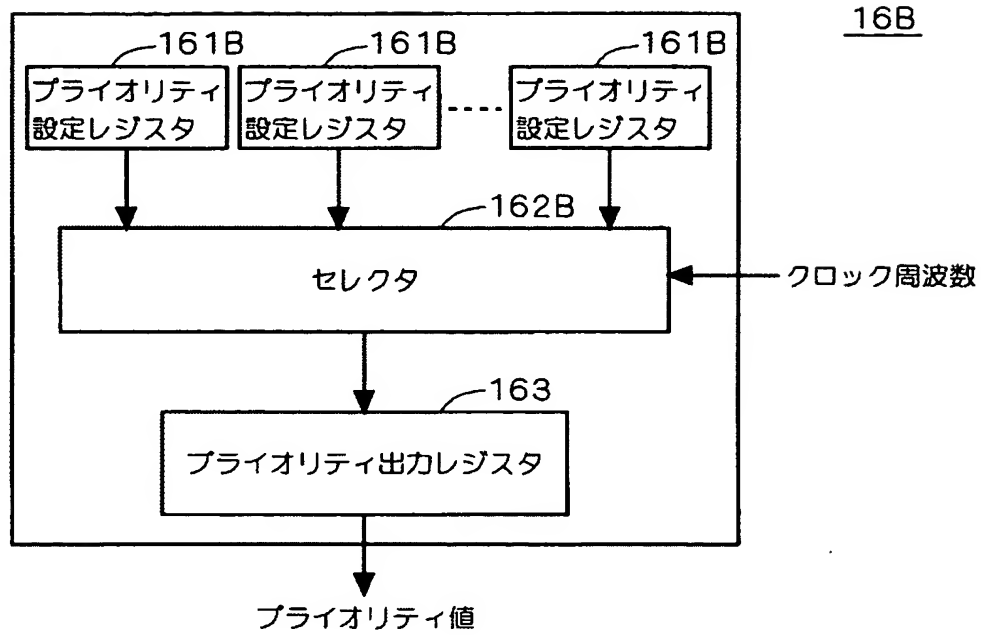 16B
161B
161B
161B
プライオリティ
設定レジスタ
プライオリティ
設定レジスタ
プライオリティ
設定レジスタ
162B
セレクタ
クロック周波数
163
プライオリティ出力レジスタ
プライオリティ値